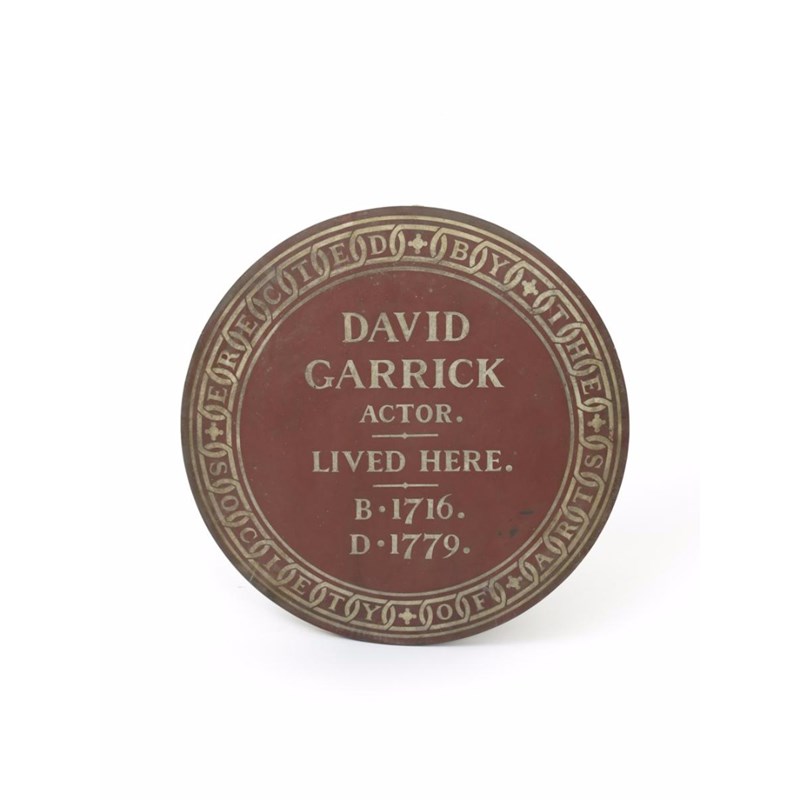 ERECTED BY THE
SOCIETY OF ARTS
DAVID
GARRICK
ACTOR.
LIVED HERE.
B·1716.
D·1779.